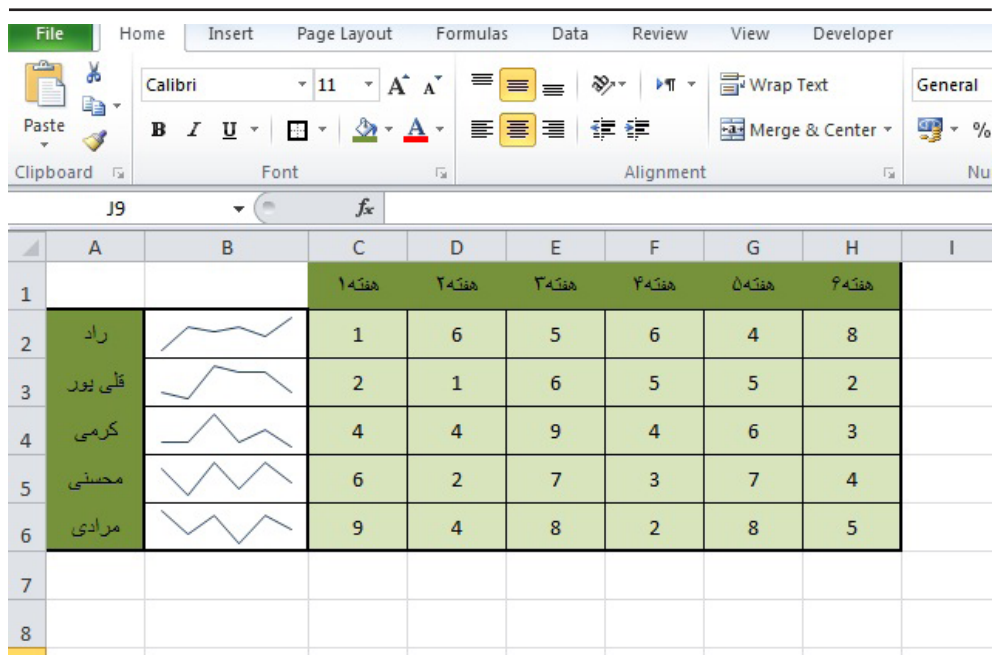 File Home Insert Page Layout Formulas Data Review View Developer
Calibri 11 A A Wrap Text General
Paste B I U A Merge & Center %
Clipboard Font Alignment Nu
J9 fx
A B C D E F G H I
1 هفته۱ هفته۲ هفته۳ هفته۴ هفته۵ هفته۶
2 راد 1 6 5 6 4 8
3 قلی پور 2 1 6 5 5 2
4 کرمی 4 4 9 4 6 3
5 محسنی 6 2 7 3 7 4
6 مرادی 9 4 8 2 8 5
7
8